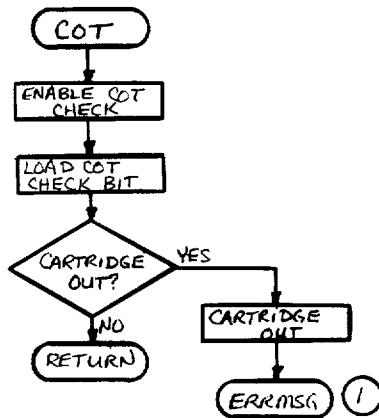 COT
ENABLE COT
CHECK
LOAD COT
CHECK BIT
CARTRIDGE
OUT?
YES
NO
RETURN
CARTRIDGE
OUT
ERRMSG
1